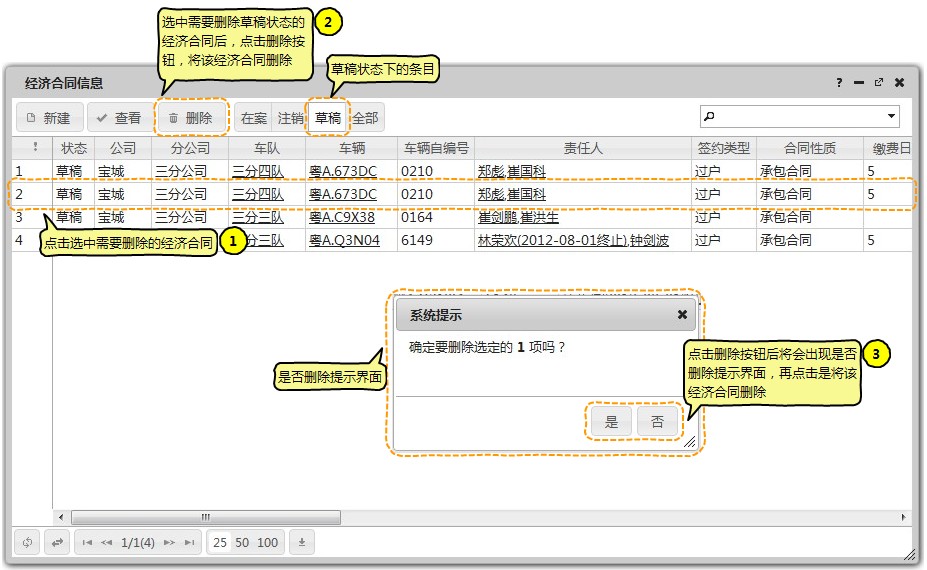 选中需要删除草稿状态的
经济合同后，点击删除按
钮，将该经济合同删除
2
草稿状态下的条目
经济合同信息
?
新建 查看 删除 在案 注销 草稿 全部
! 状态 公司 分公司 车队 车辆 车辆自编号 责任人 签约类型 合同性质 缴费日
1 草稿 宝城 三分公司 三分四队 粤A.673DC 0210 郑彪,崔国科 过户 承包合同 5
2 草稿 宝城 三分公司 三分四队 粤A.673DC 0210 郑彪,崔国科 过户 承包合同 5
3 草稿 宝城 三分公司 三分三队 粤A.C9X38 0164 崔剑鹏,崔洪生 过户 承包合同
4 分三队 粤A.Q3N04 6149 林荣欢(2012-08-01终止),钟剑波 过户 承包合同 5
点击选中需要删除的经济合同
1
系统提示
确定要删除选定的 1 项吗？
是 否
是否删除提示界面
点击删除按钮后将会出现是否
删除提示界面，再点击是将该
经济合同删除
3
1/1(4) 25 50 100